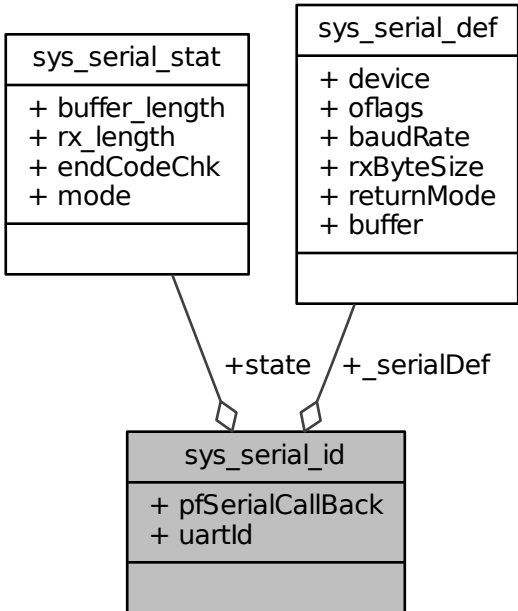 sys_serial_stat
+ buffer_length
+ rx_length
+ endCodeChk
+ mode
sys_serial_def
+ device
+ oflags
+ baudRate
+ rxByteSize
+ returnMode
+ buffer
+state
+_serialDef
sys_serial_id
+ pfSerialCallBack
+ uartId